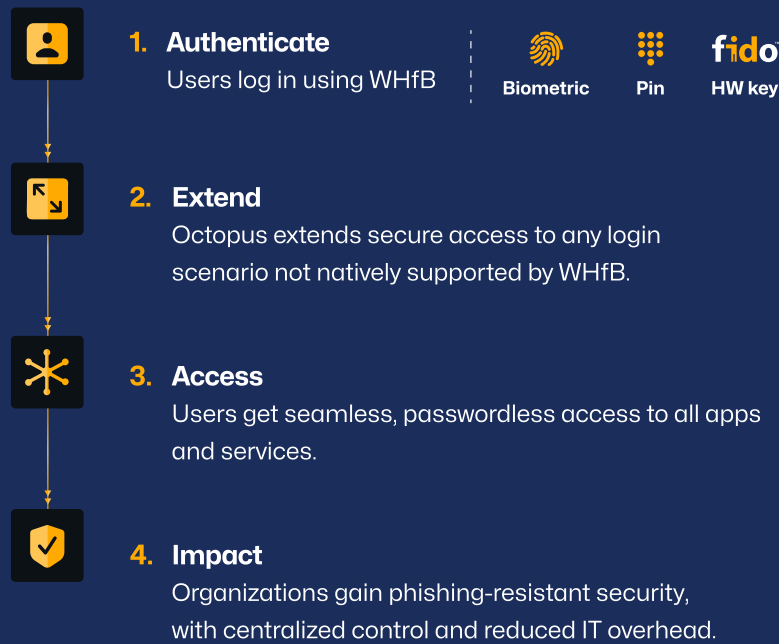 1. Authenticate
Users log in using WHfB
Biometric
Pin
fido
HW key
2. Extend
Octopus extends secure access to any login
scenario not natively supported by WHfB.
3. Access
Users get seamless, passwordless access to all apps
and services.
4. Impact
Organizations gain phishing-resistant security,
with centralized control and reduced IT overhead.